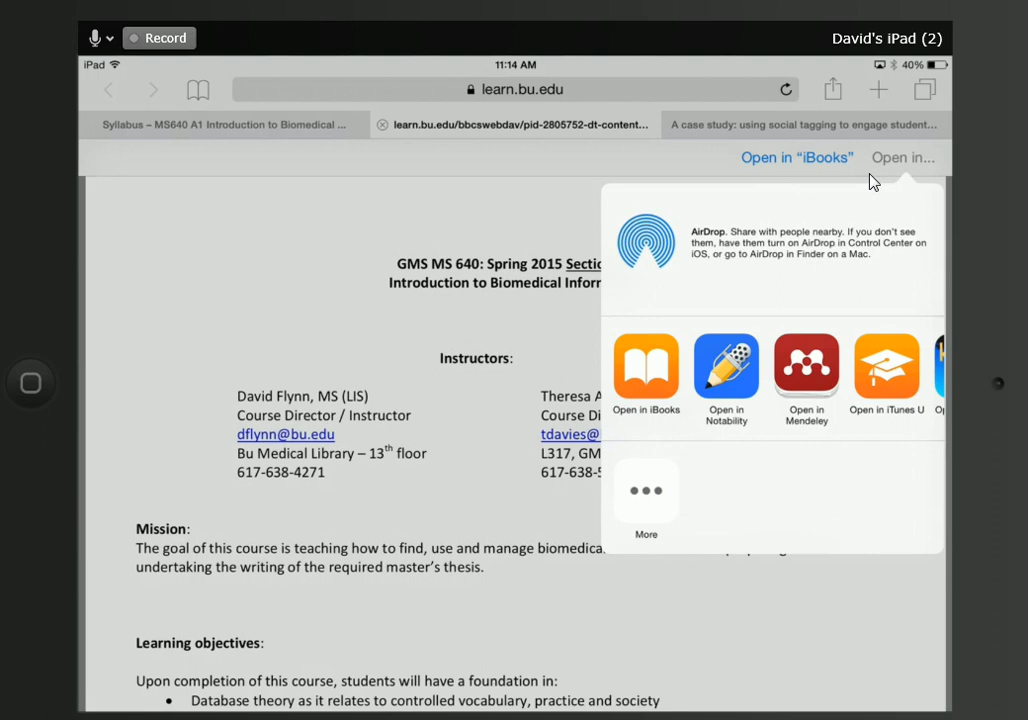 Record
David's iPad (2)
iPad
11:14 AM
40%
learn.bu.edu
Syllabus – MS640 A1 Introduction to Biomedical ...
learn.bu.edu/bbcswebdav/pid-2805752-dt-content...
A case study: using social tagging to engage student...
Open in “iBooks”
Open in...
AirDrop. Share with people nearby. If you don't see
them, have them turn on AirDrop in Control Center on
iOS, or go to AirDrop in Finder on a Mac.
Open in iBooks
Open in
Notability
Open in
Mendeley
Open in iTunes U
More
GMS MS 640: Spring 2015
Introduction to Biomedical
Instructors:
David Flynn, MS (LIS)
Course Director / Instructor
dflynn@bu.edu
Bu Medical Library – 13th floor
617-638-4271
Theresa
Course
tdavies@
L317,
617-638-
Mission:
The goal of this course is teaching how to find, use and manage
undertaking the writing of the required master's thesis.
Learning objectives:
Upon completion of this course, students will have a foundation in:
• Database theory as it relates to controlled vocabulary, practice and society